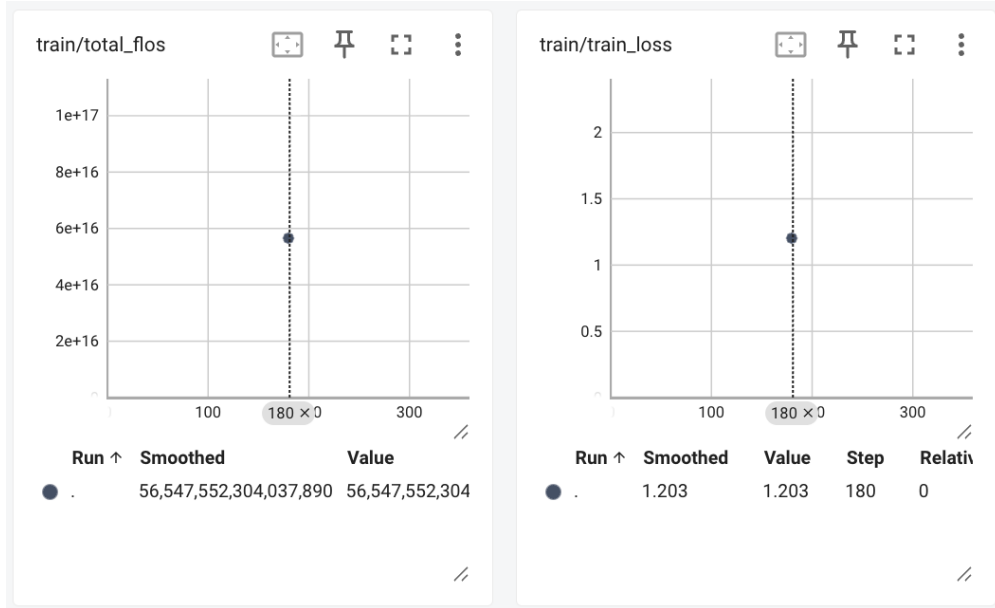 train/total_flos
1e+17
8e+16
6e+16
4e+16
2e+16
100
180 ×
300
Run ↑ Smoothed Value
. 56,547,552,304,037,890 56,547,552,304
train/train_loss
2
1.5
1
0.5
100
180 ×
300
Run ↑ Smoothed Value Step Relativ
. 1.203 1.203 180 0